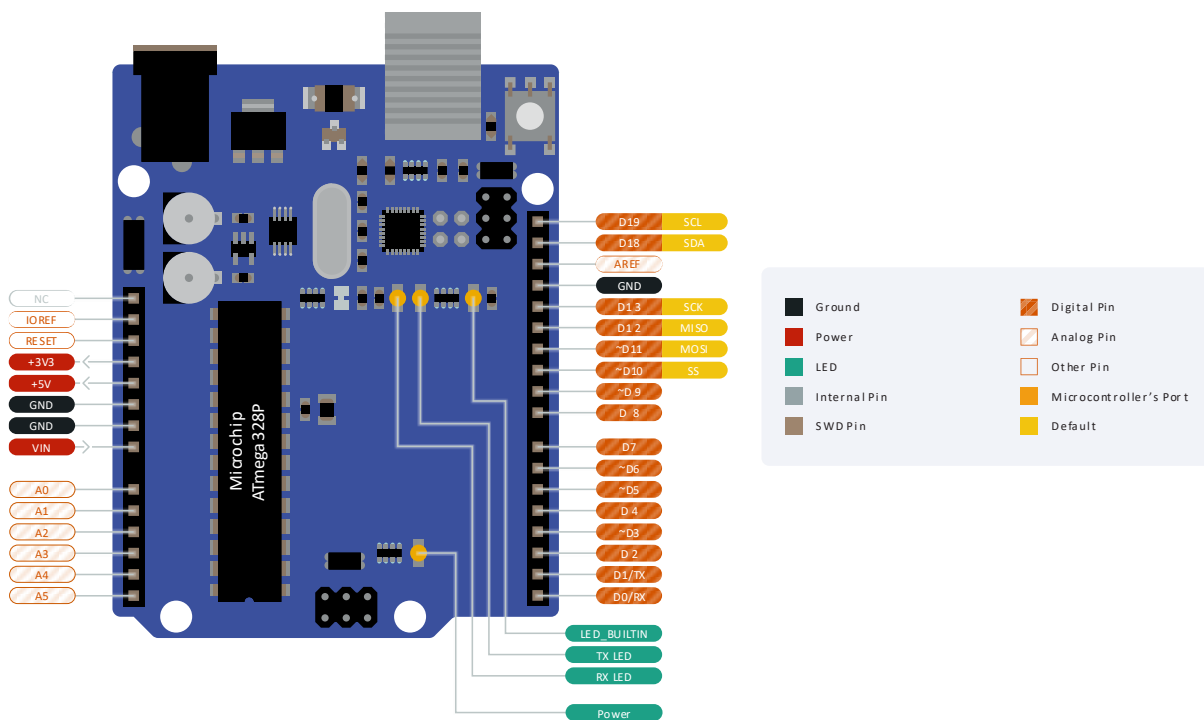 NC
IOREF
RESET
+3V3
+5V
GND
GND
VIN
A0
A1
A2
A3
A4
A5
Microchip
ATmega328P
D19 SCL
D18 SDA
AREF
GND
D13 SCK
D12 MISO
~D11 MOSI
~D10 SS
~D9
D8
D7
~D6
~D5
D4
~D3
D2
D1/TX
D0/RX
LED_BUILTIN
TX LED
RX LED
Power
Ground
Power
LED
Internal Pin
SWD Pin
Digital Pin
Analog Pin
Other Pin
Microcontroller's Port
Default